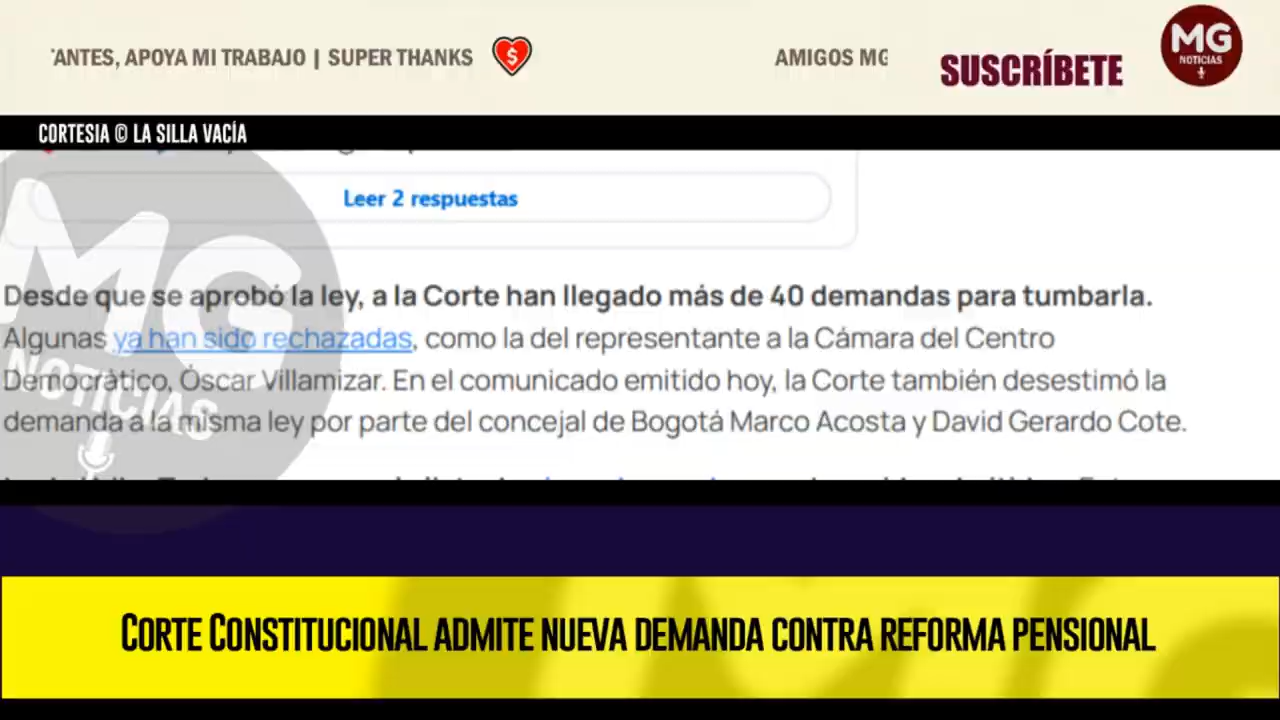 'ANTES, APOYA MI TRABAJO | SUPER THANKS
AMIGOS MG
SUSCRÍBETE
MG
NOTICIAS
CORTESIA © LA SILLA VACÍA
Leer 2 respuestas
MG
NOTICIAS
Desde que se aprobó la ley, a la Corte han llegado más de 40 demandas para tumbarla.
Algunas ya han sido rechazadas, como la del representante a la Cámara del Centro
Democrático, Óscar Villamizar. En el comunicado emitido hoy, la Corte también desestimó la
demanda a la misma ley por parte del concejal de Bogotá Marco Acosta y David Gerardo Cote.
CORTE CONSTITUCIONAL ADMITE NUEVA DEMANDA CONTRA REFORMA PENSIONAL